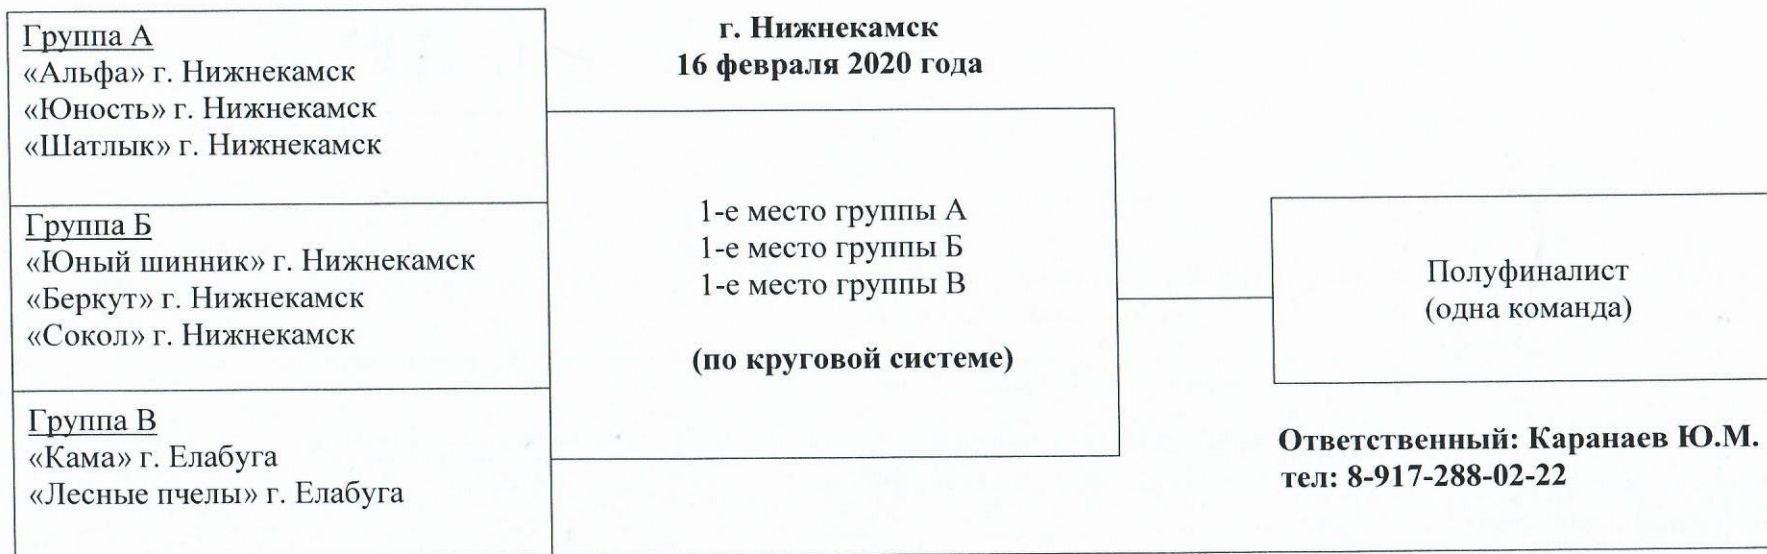 Группа А
«Альфа» г. Нижнекамск
«Юность» г. Нижнекамск
«Шатлык» г. Нижнекамск
Группа Б
«Юный шинник» г. Нижнекамск
«Беркут» г. Нижнекамск
«Сокол» г. Нижнекамск
Группа В
«Кама» г. Елабуга
«Лесные пчелы» г. Елабуга
г. Нижнекамск
16 февраля 2020 года
1-е место группы А
1-е место группы Б
1-е место группы В
(по круговой системе)
Полуфиналист
(одна команда)
Ответственный: Каранаев Ю.М.
тел: 8-917-288-02-22